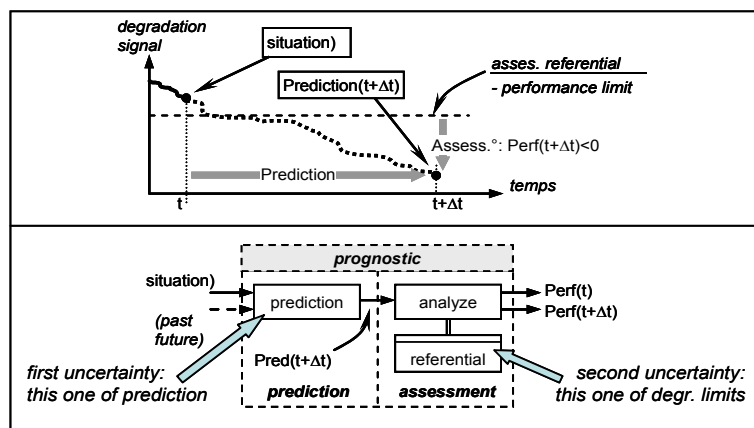 degradation
signal
situation)
Prediction(t+Δt)
asses. referential
- performance limit
Assess.°: Perf(t+Δt)<0
Prediction
temps
t
t+Δt
prognostic
situation)
prediction
analyze
Perf(t)
Perf(t+Δt)
(past
future)
Pred(t+Δt)
referential
first uncertainty:
this one of prediction
prediction
assessment
second uncertainty:
this one of degr. limits